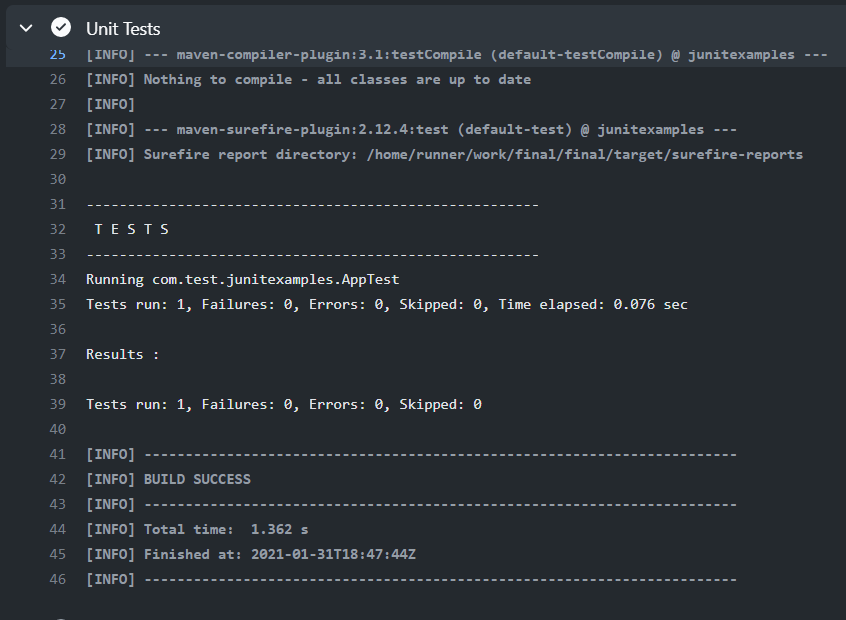 Unit Tests
25 [INFO] --- maven-compiler-plugin:3.1:testCompile (default-testCompile) @ junitexamples ---
26 [INFO] Nothing to compile - all classes are up to date
27 [INFO]
28 [INFO] --- maven-surefire-plugin:2.12.4:test (default-test) @ junitexamples ---
29 [INFO] Surefire report directory: /home/runner/work/final/final/target/surefire-reports
30
31 -------------------------------------------------------
32 T E S T S
33 -------------------------------------------------------
34 Running com.test.junitexamples.AppTest
35 Tests run: 1, Failures: 0, Errors: 0, Skipped: 0, Time elapsed: 0.076 sec
36
37 Results :
38
39 Tests run: 1, Failures: 0, Errors: 0, Skipped: 0
40
41 [INFO] ------------------------------------------------------------------------
42 [INFO] BUILD SUCCESS
43 [INFO] ------------------------------------------------------------------------
44 [INFO] Total time:  1.362 s
45 [INFO] Finished at: 2021-01-31T18:47:44Z
46 [INFO] ------------------------------------------------------------------------